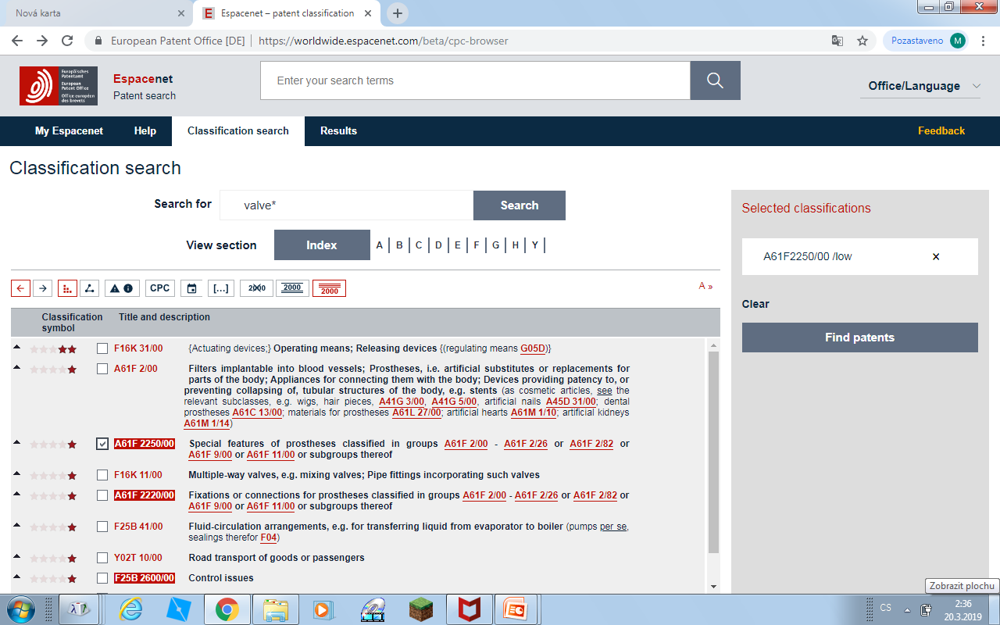 Nová karta
Espacenet – patent classification
European Patent Office [DE] https://worldwide.espacenet.com/beta/cpc-browser
Pozastaveno M
Europäisches
Patentamt
European
Patent Office
Office européen
des brevets
Espacenet
Patent search
Enter your search terms
Office/Language
My Espacenet Help Classification search Results Feedback
Classification search
Search for valve* Search
View section Index A B C D E F G H Y
CPC [...] 2000 2000 2000 A »
Classification symbol Title and description
F16K 31/00 {Actuating devices;} Operating means; Releasing devices {(regulating means G05D)}
A61F 2/00 Filters implantable into blood vessels; Prostheses, i.e. artificial substitutes or replacements for
parts of the body; Appliances for connecting them with the body; Devices providing patency to, or
preventing collapsing of, tubular structures of the body, e.g. stents (as cosmetic articles, see the
relevant subclasses, e.g. wigs, hair pieces, A41G 3/00, A41G 5/00, artificial nails A45D 31/00; dental
prostheses A61C 13/00; materials for prostheses A61L 27/00; artificial hearts A61M 1/10; artificial kidneys
A61M 1/14)
A61F 2250/00 Special features of prostheses classified in groups A61F 2/00 - A61F 2/26 or A61F 2/82 or
A61F 9/00 or A61F 11/00 or subgroups thereof
F16K 11/00 Multiple-way valves, e.g. mixing valves; Pipe fittings incorporating such valves
A61F 2220/00 Fixations or connections for prostheses classified in groups A61F 2/00 - A61F 2/26 or A61F 2/82 or
A61F 9/00 or A61F 11/00 or subgroups thereof
F25B 41/00 Fluid-circulation arrangements, e.g. for transferring liquid from evaporator to boiler (pumps per se,
sealings therefor F04)
Y02T 10/00 Road transport of goods or passengers
F25B 2600/00 Control issues
Selected classifications
A61F2250/00 /low
Clear
Find patents
Zobrazit plochu
CS
2:36
20.3.2019